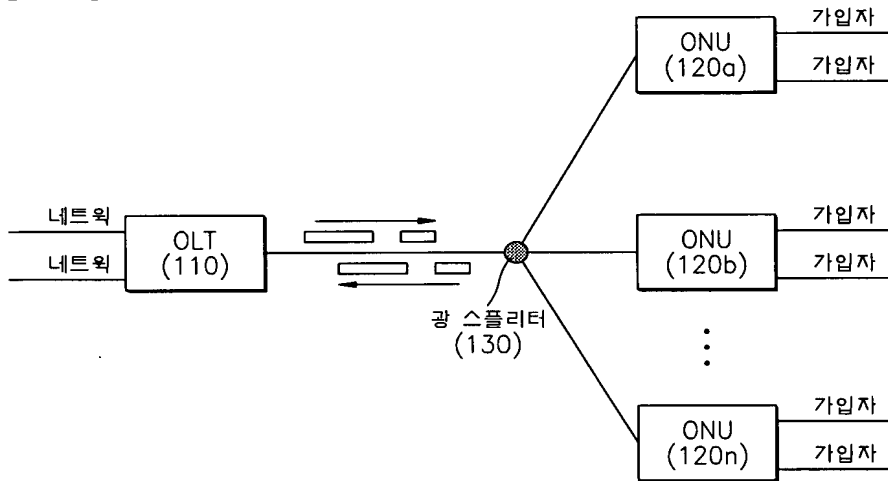 가입자
ONU
(120a)
가입자
네트웍
OLT
(110)
네트웍
광 스플리터
(130)
가입자
ONU
(120b)
가입자
가입자
ONU
(120n)
가입자